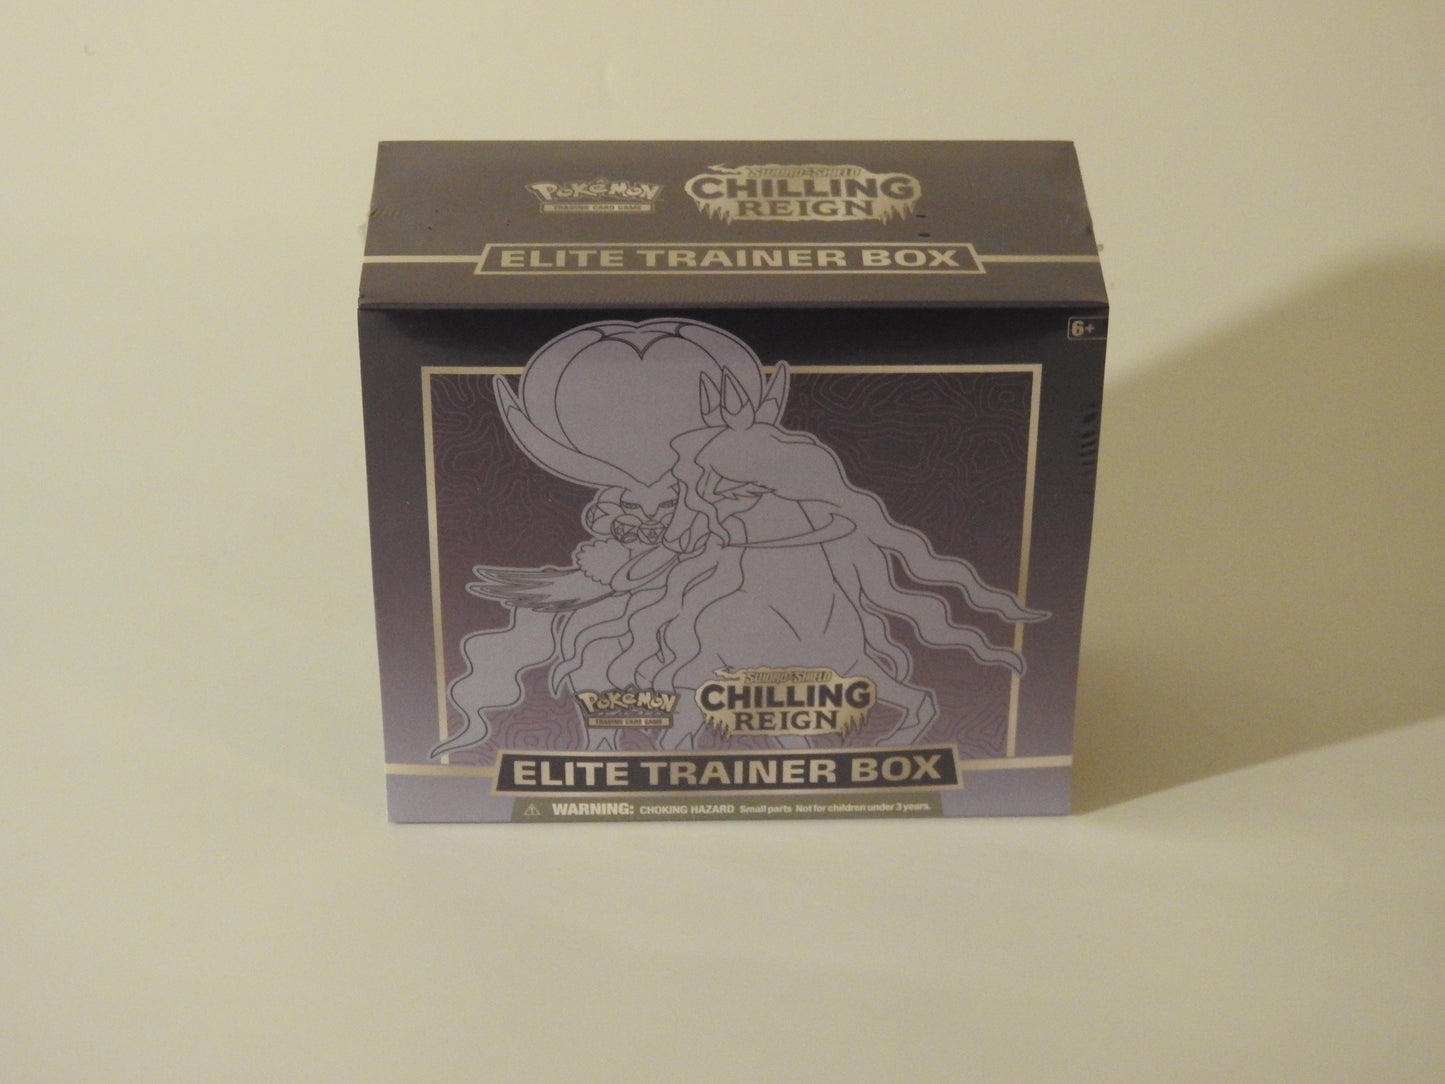 POKéMON
TRADING CARD GAME
SWORD & SHIELD
CHILLING
REIGN
ELITE TRAINER BOX
6+
POKéMON
TRADING CARD GAME
SWORD & SHIELD
CHILLING
REIGN
ELITE TRAINER BOX
WARNING: CHOKING HAZARD Small parts Not for children under 3 years.